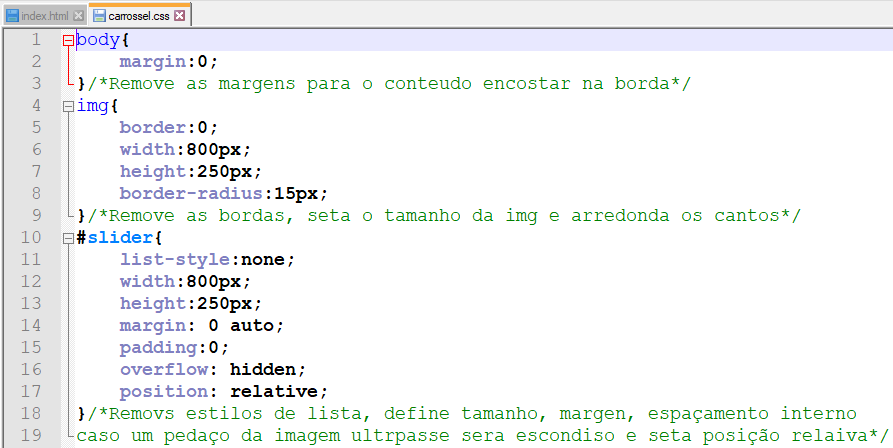 index.html carrossel.css
1 body{
2 margin:0;
3 }/*Remove as margens para o conteudo encostar na borda*/
4 img{
5 border:0;
6 width:800px;
7 height:250px;
8 border-radius:15px;
9 }/*Remove as bordas, seta o tamanho da img e arredonda os cantos*/
10 #slider{
11 list-style:none;
12 width:800px;
13 height:250px;
14 margin: 0 auto;
15 padding:0;
16 overflow: hidden;
17 position: relative;
18 }/*Removs estilos de lista, define tamanho, margen, espaçamento interno
19 caso um pedaço da imagem ultrpasse sera escondiso e seta posição relaiva*/